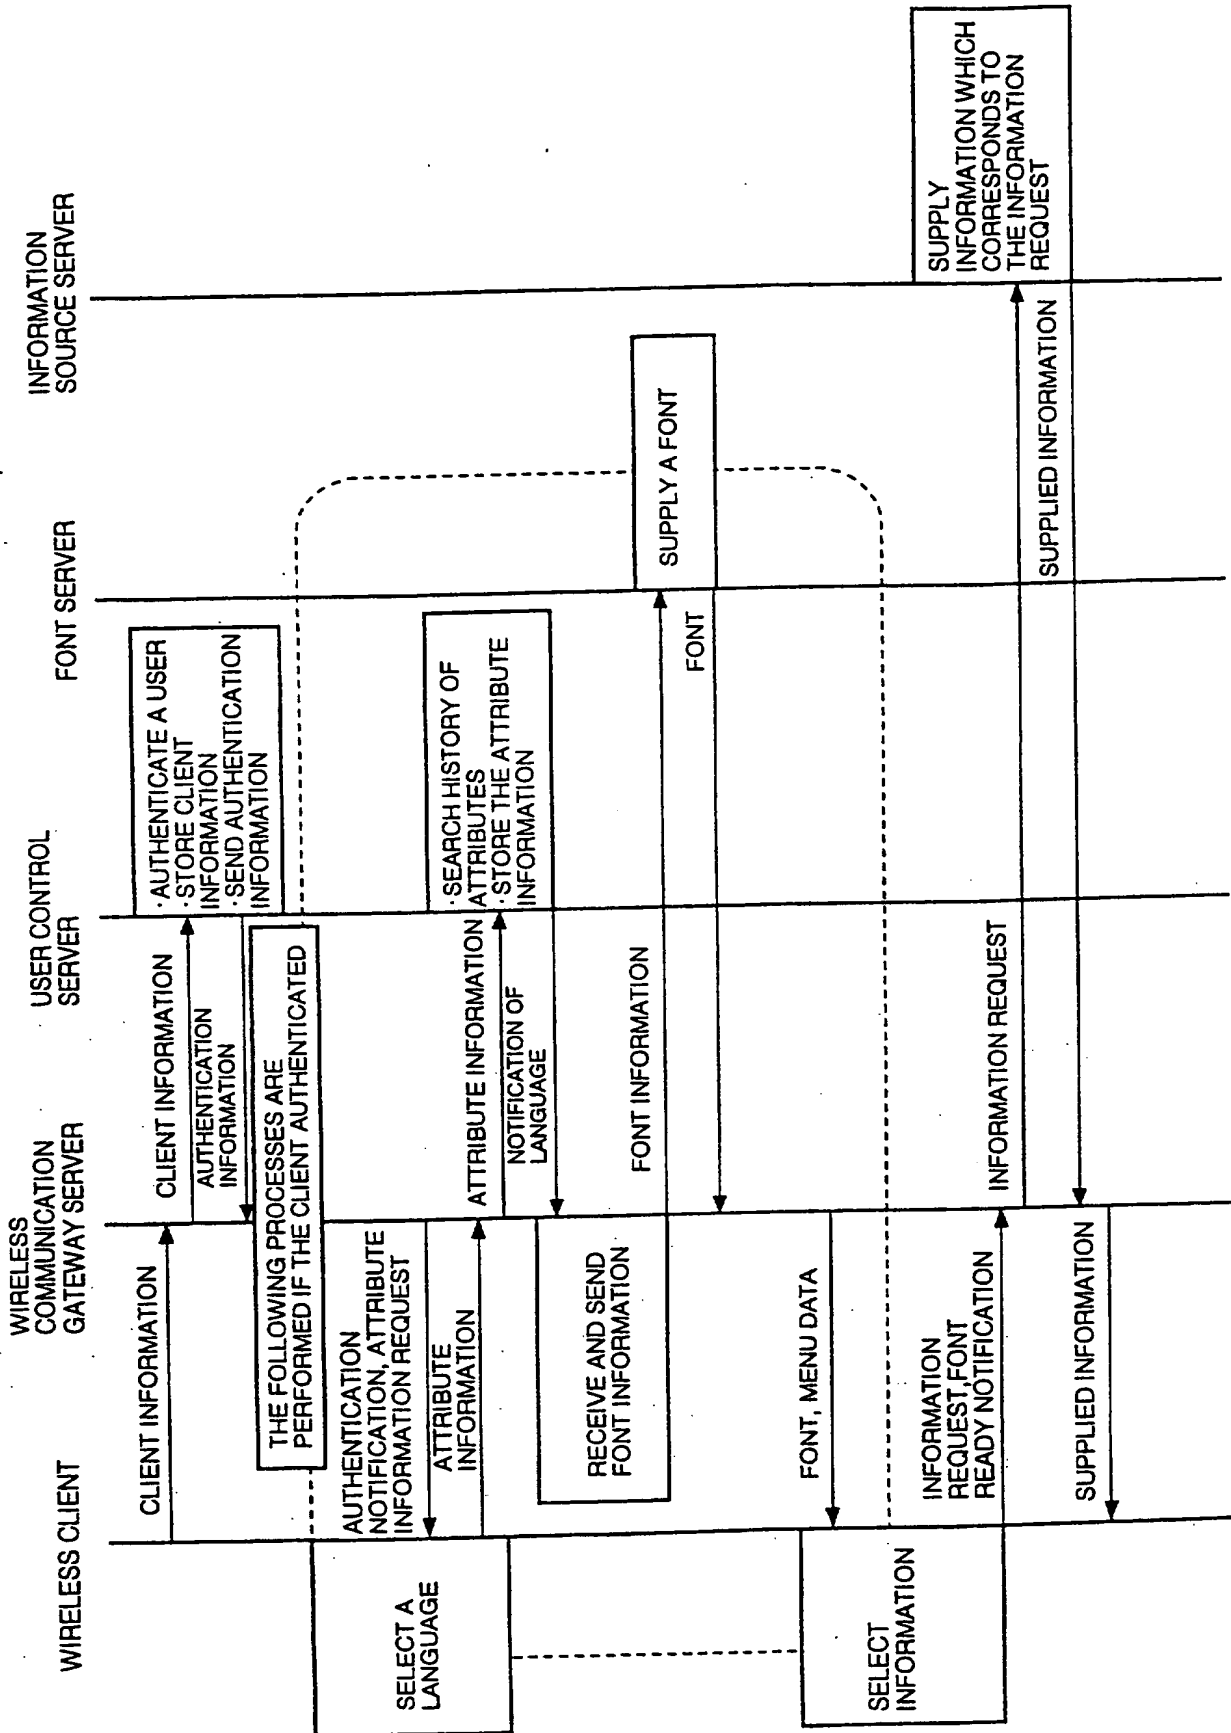 WIRELESS CLIENT
WIRELESS
COMMUNICATION
GATEWAY SERVER
USER CONTROL
SERVER
FONT SERVER
INFORMATION
SOURCE SERVER
CLIENT INFORMATION
CLIENT INFORMATION
· AUTHENTICATE A USER
· STORE CLIENT
INFORMATION
· SEND AUTHENTICATION
INFORMATION
AUTHENTICATION
INFORMATION
THE FOLLOWING PROCESSES ARE
PERFORMED IF THE CLIENT AUTHENTICATED
AUTHENTICATION
NOTIFICATION, ATTRIBUTE
INFORMATION REQUEST
SELECT A
LANGUAGE
ATTRIBUTE
INFORMATION
ATTRIBUTE INFORMATION
· SEARCH HISTORY OF
ATTRIBUTES
· STORE THE ATTRIBUTE
INFORMATION
NOTIFICATION OF
LANGUAGE
RECEIVE AND SEND
FONT INFORMATION
FONT INFORMATION
SUPPLY A FONT
FONT
FONT, MENU DATA
SELECT
INFORMATION
INFORMATION
REQUEST,FONT
READY NOTIFICATION
INFORMATION REQUEST
SUPPLY
INFORMATION WHICH
CORRESPONDS TO
THE INFORMATION
REQUEST
SUPPLIED INFORMATION
SUPPLIED INFORMATION